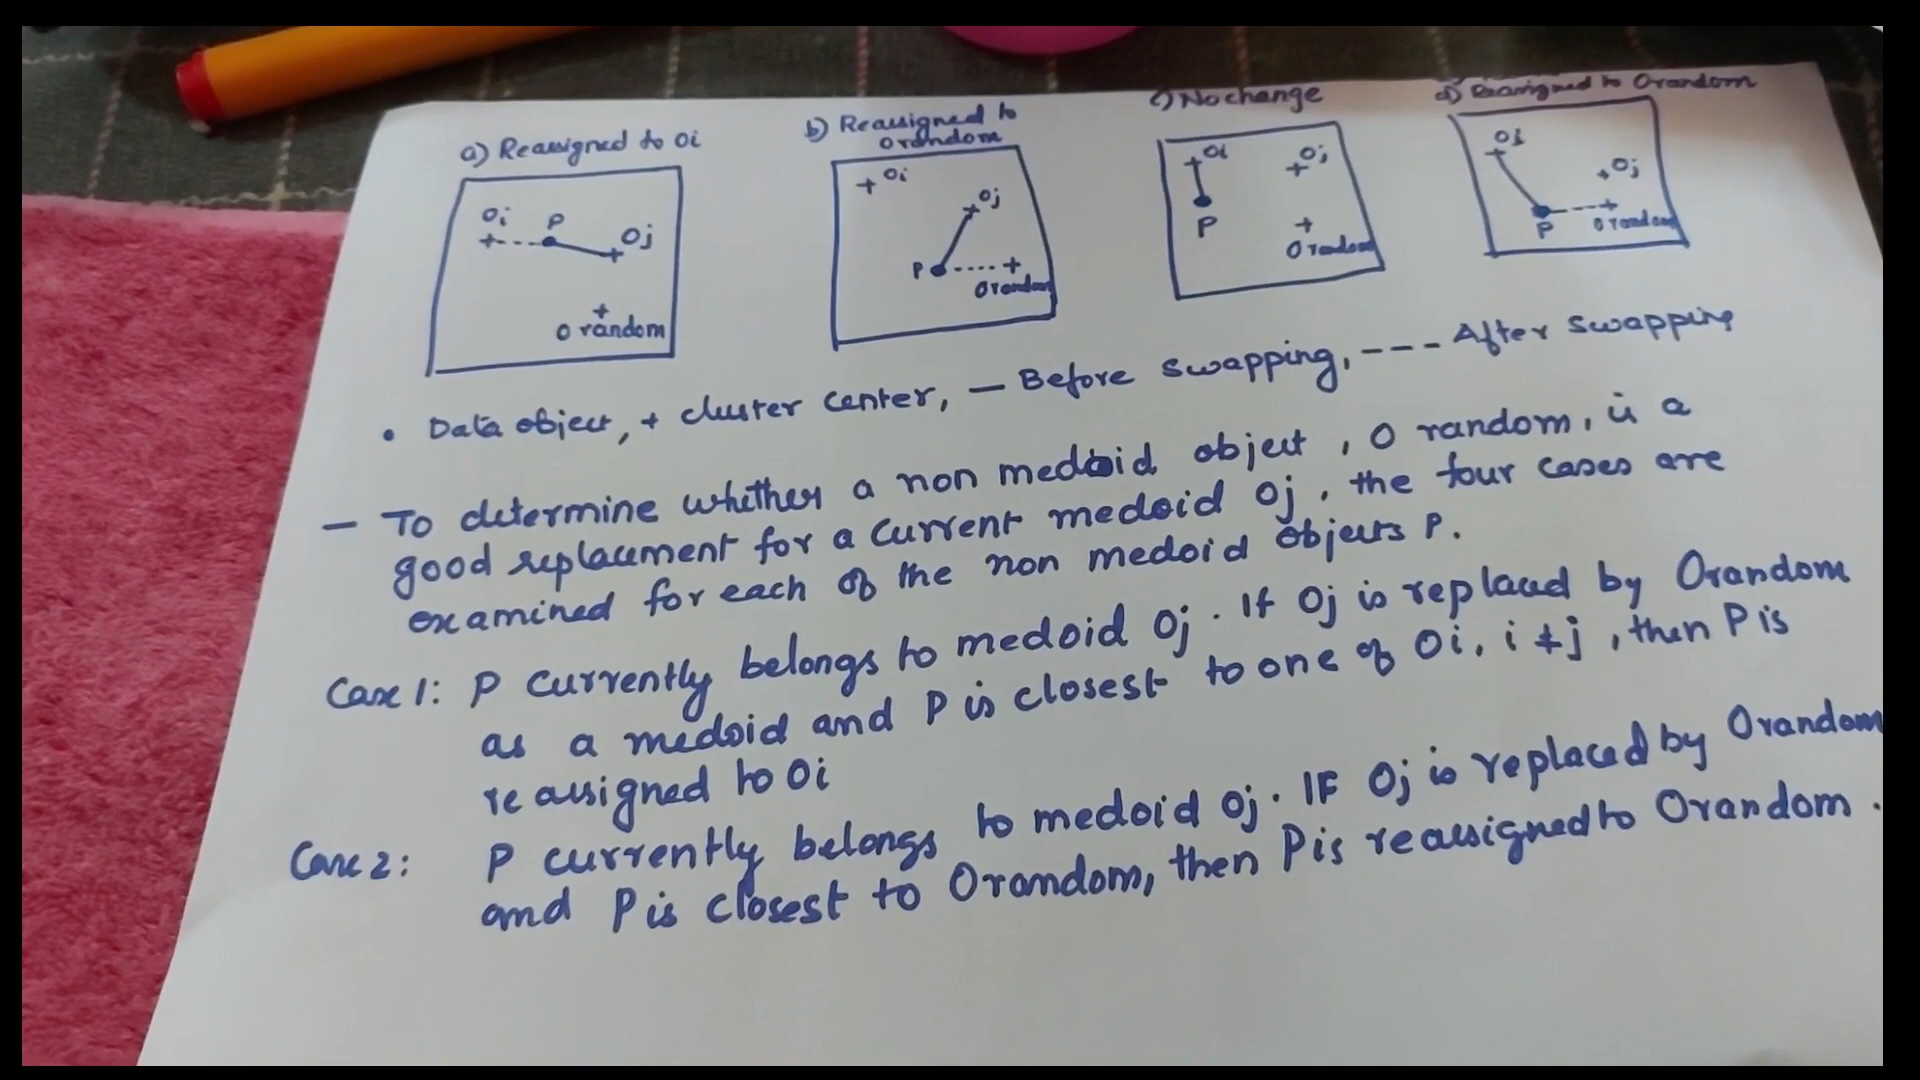 a) Reassigned to Oi
b) Reassigned to
Orandom
c) No change
d) Reassigned to Orandom
Oi
P
Oj
O random
Oi
Oj
P
Orandom
Oi
Oj
P
O random
Oi
Oj
P
O random
• Data object, + cluster center, — Before swapping, ---- After swapping
— To determine whether a non medoid object, O random, is a
good replacement for a current medoid Oj, the four cases are
examined for each of the non medoid objects P.
Case 1: P currently belongs to medoid Oj. If Oj is replaced by Orandom
as a medoid and P is closest to one of Oi, i ≠ j, then P is
reassigned to Oi
Case 2: P currently belongs to medoid Oj. IF Oj is replaced by Orandom
and P is closest to Orandom, then P is reassigned to Orandom.